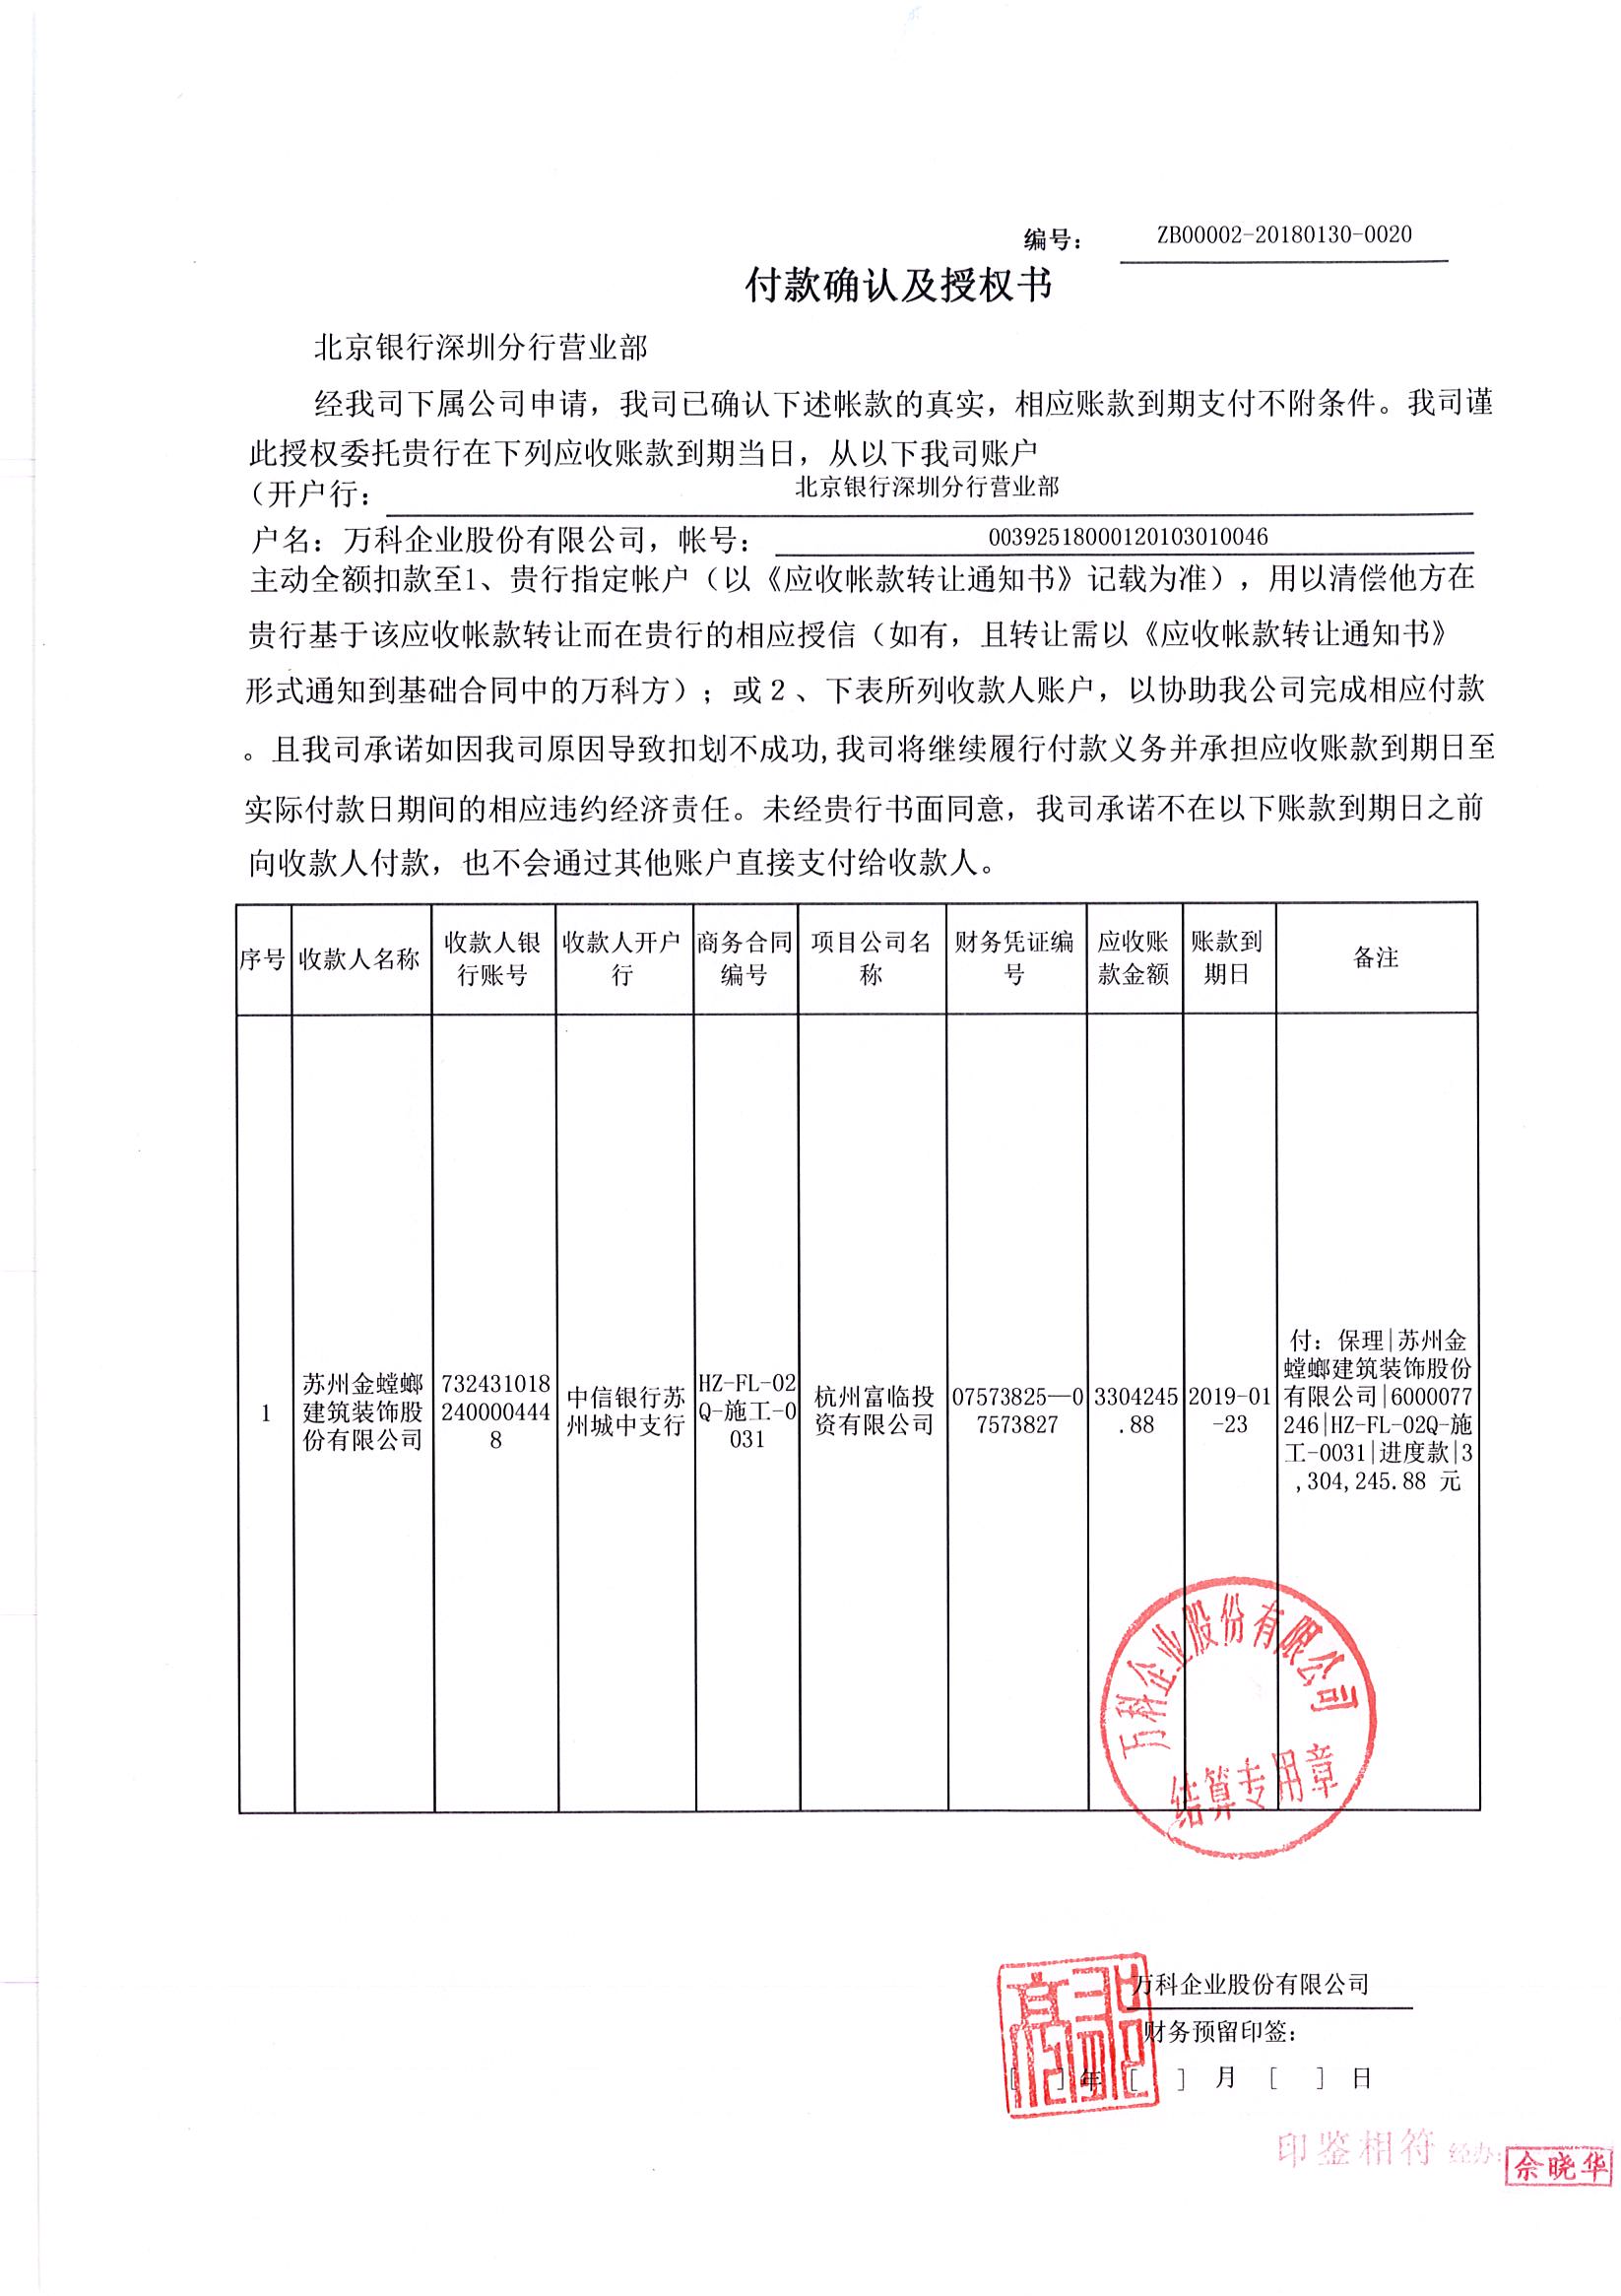 编号： ZB00002-20180130-0020
付款确认及授权书
北京银行深圳分行营业部
经我司下属公司申请，我司已确认下述帐款的真实，相应账款到期支付不附条件。我司谨
此授权委托贵行在下列应收账款到期当日，从以下我司账户
（开户行： 北京银行深圳分行营业部
户名：万科企业股份有限公司，帐号： 00392518000120103010046
主动全额扣款至1、贵行指定帐户（以《应收帐款转让通知书》记载为准），用以清偿他方在
贵行基于该应收帐款转让而在贵行的相应授信（如有，且转让需以《应收帐款转让通知书》
形式通知到基础合同中的万科方）；或２、下表所列收款人账户，以协助我公司完成相应付款
。且我司承诺如因我司原因导致扣划不成功,我司将继续履行付款义务并承担应收账款到期日至
实际付款日期间的相应违约经济责任。未经贵行书面同意，我司承诺不在以下账款到期日之前
向收款人付款，也不会通过其他账户直接支付给收款人。
序号 收款人名称 收款人银行账号 收款人开户行 商务合同编号 项目公司名称 财务凭证编号 应收账款金额 账款到期日 备注
1 苏州金螳螂建筑装饰股份有限公司 7324310182400004448 中信银行苏州城中支行 HZ-FL-02Q-施工-0031 杭州富临投资有限公司 07573825—07573827 3304245.88 2019-01-23 付：保理|苏州金螳螂建筑装饰股份有限公司|6000077246|HZ-FL-02Q-施工-0031|进度款|3,304,245.88 元
万科企业股份有限公司
结算专用章
万科企业股份有限公司
财务预留印签：
[ ] 年 [ ] 月 [ ] 日
印鉴相符 经办：
佘晓华